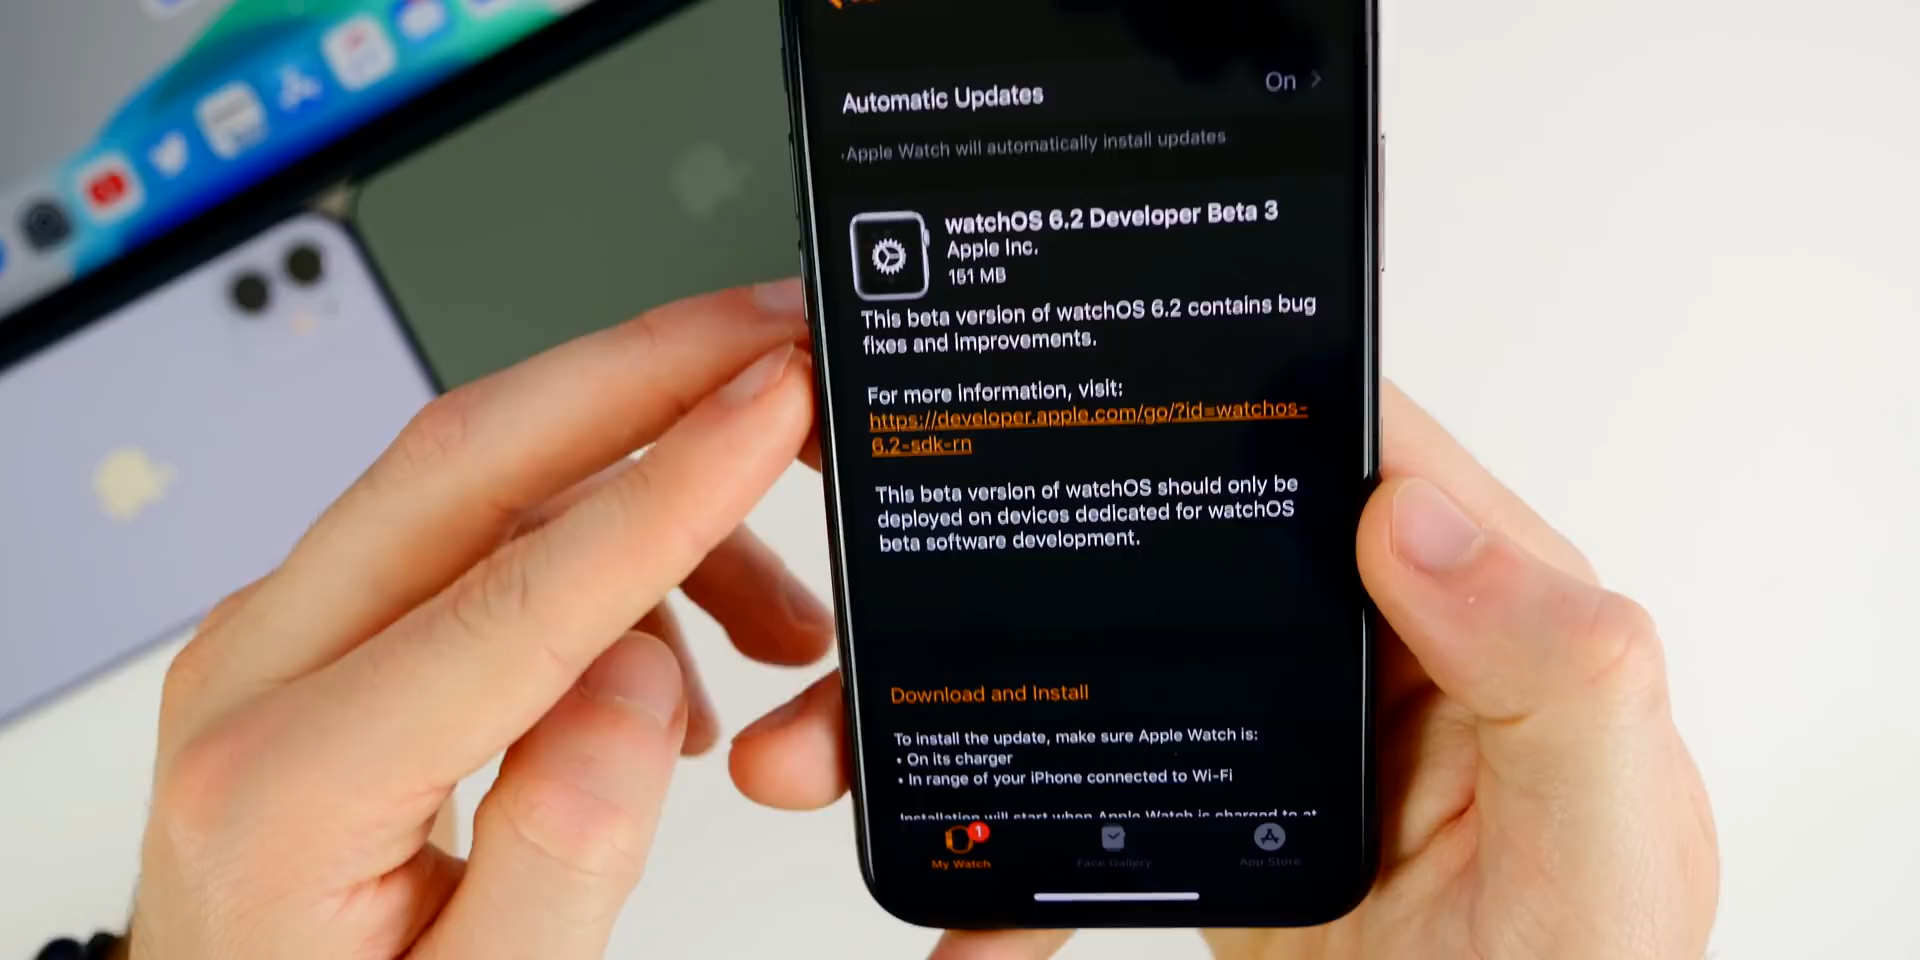 Automatic Updates
On
Apple Watch will automatically install updates
watchOS 6.2 Developer Beta 3
Apple Inc.
151 MB
This beta version of watchOS 6.2 contains bug
fixes and improvements.
For more information, visit:
https://developer.apple.com/go/?id=watchos-
6.2-sdk-rn
This beta version of watchOS should only be
deployed on devices dedicated for watchOS
beta software development.
Download and Install
To install the update, make sure Apple Watch is:
• On its charger
• In range of your iPhone connected to Wi-Fi
Installation will start when Apple Watch is charged to at
1
My Watch
Face Gallery
App Store